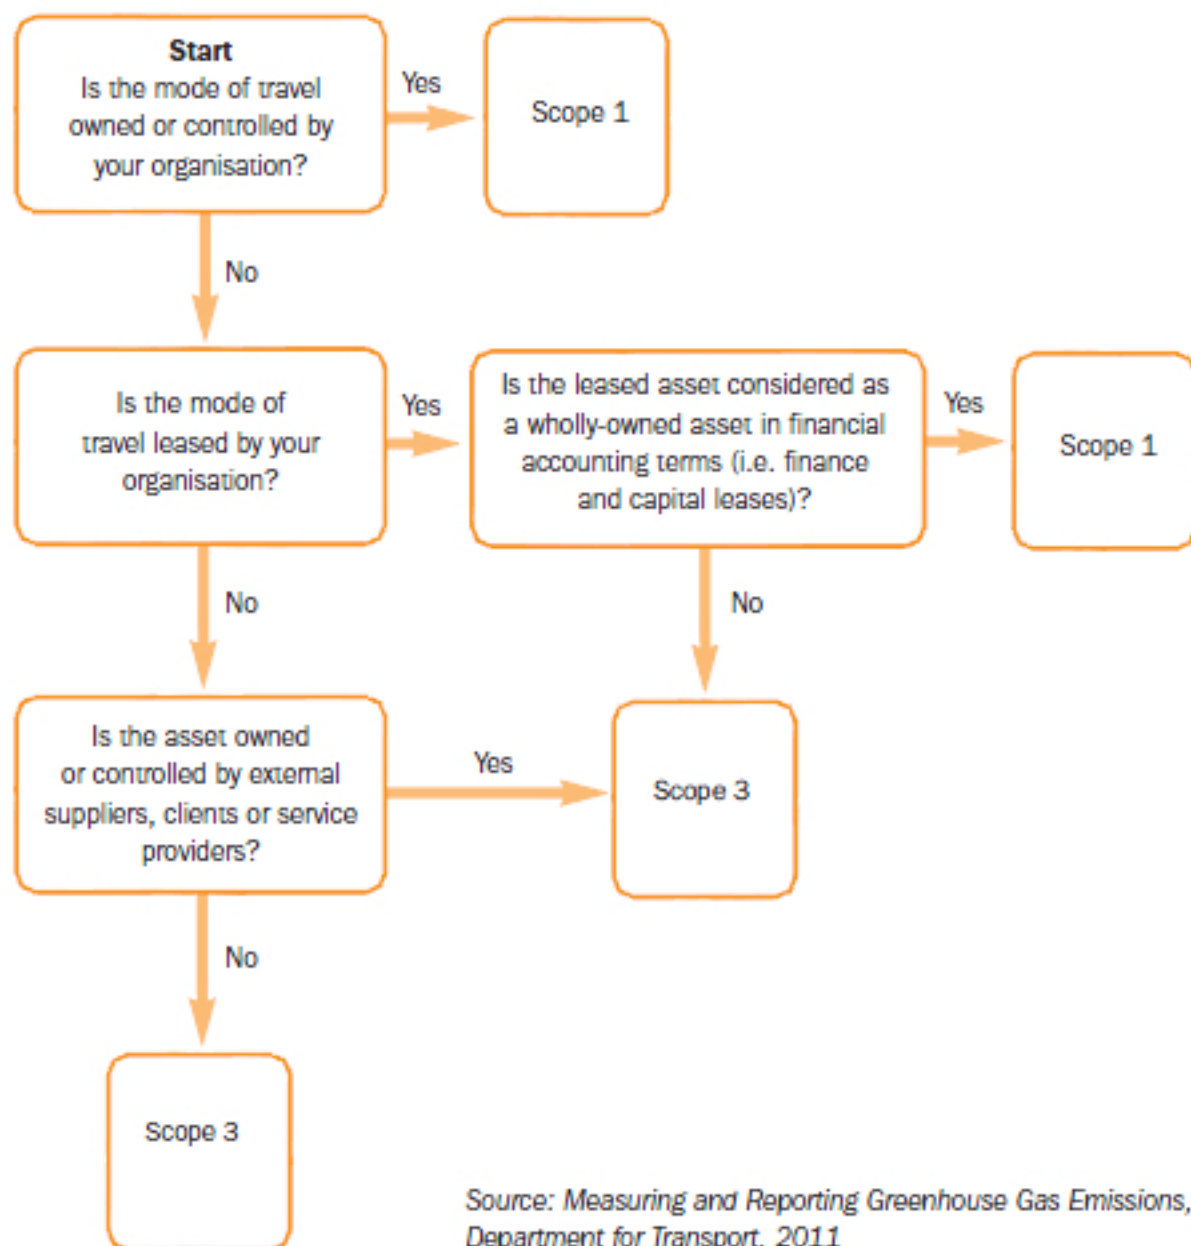 Start
Is the mode of travel
owned or controlled by
your organisation?
Yes
Scope 1
No
Is the mode of
travel leased by your
organisation?
Yes
Is the leased asset considered as
a wholly-owned asset in financial
accounting terms (i.e. finance
and capital leases)?
Yes
Scope 1
No
No
Is the asset owned
or controlled by external
suppliers, clients or service
providers?
Yes
Scope 3
No
Scope 3
Source: Measuring and Reporting Greenhouse Gas Emissions,
Department for Transport, 2011